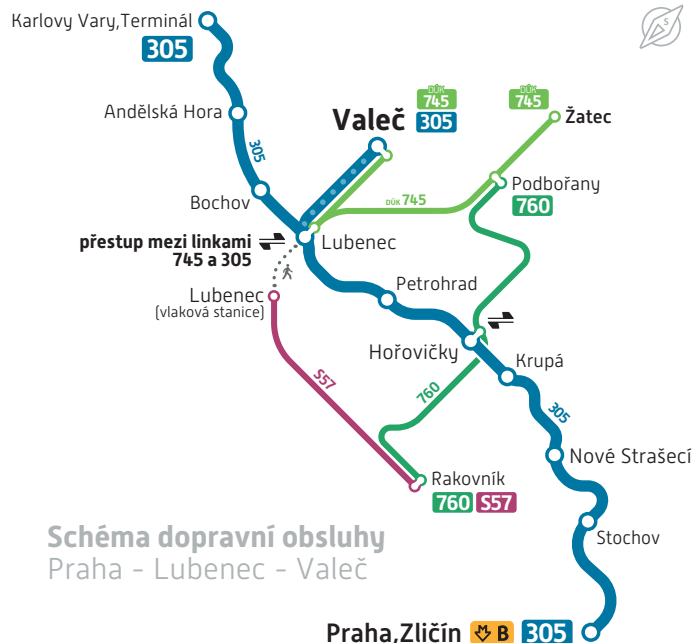 Karlovy Vary,Terminál
305
S
DÚK
745
305
DÚK
745
Valeč
Žatec
Andělská Hora
305
Podbořany
760
Bochov
DÚK 745
přestup mezi linkami
745 a 305
Lubenec
Lubenec
(vlaková stanice)
Petrohrad
Hořovičky
Krupá
S57
760
305
Nové Strašecí
Rakovník
760 S57
Stochov
Schéma dopravní obsluhy
Praha - Lubenec - Valeč
Praha,Zličín B 305